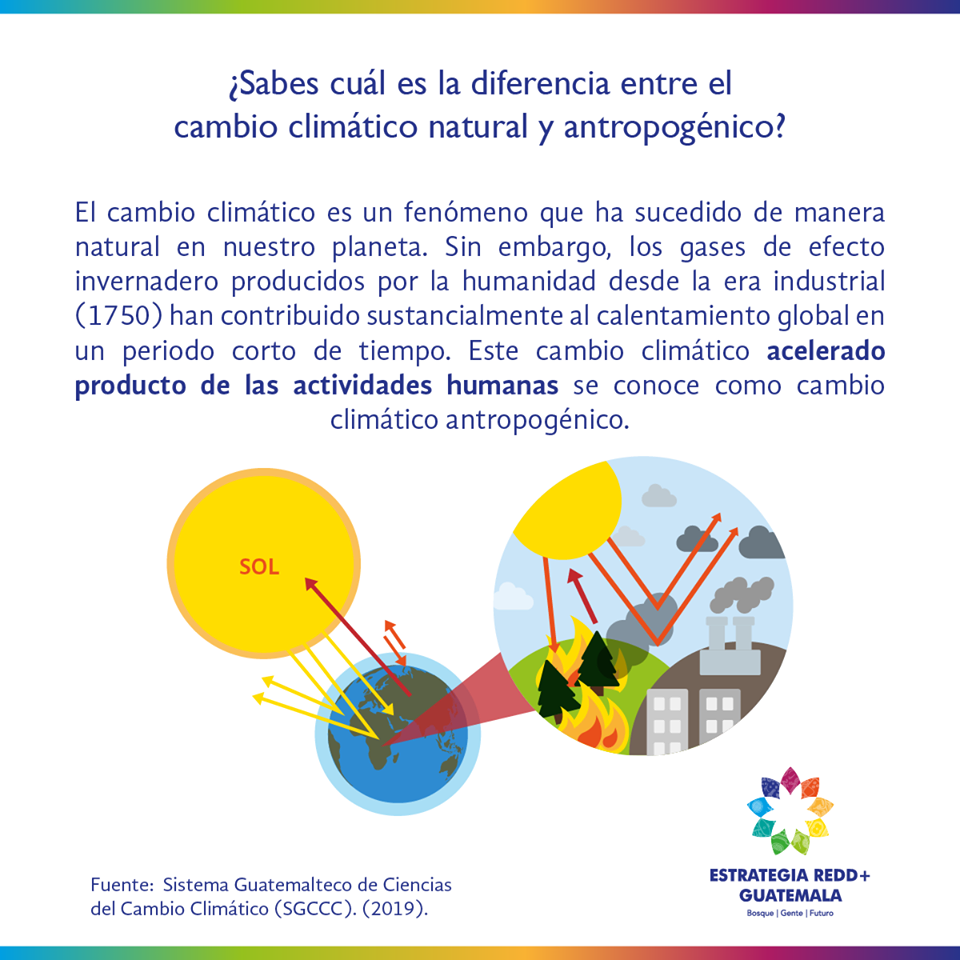 ¿Sabes cuál es la diferencia entre el
cambio climático natural y antropogénico?
El cambio climático es un fenómeno que ha sucedido de manera
natural en nuestro planeta. Sin embargo, los gases de efecto
invernadero producidos por la humanidad desde la era industrial
(1750) han contribuido sustancialmente al calentamiento global en
un periodo corto de tiempo. Este cambio climático acelerado
producto de las actividades humanas se conoce como cambio
climático antropogénico.
SOL
Fuente: Sistema Guatemalteco de Ciencias
del Cambio Climático (SGCCC). (2019).
ESTRATEGIA REDD+
GUATEMALA
Bosque | Gente | Futuro